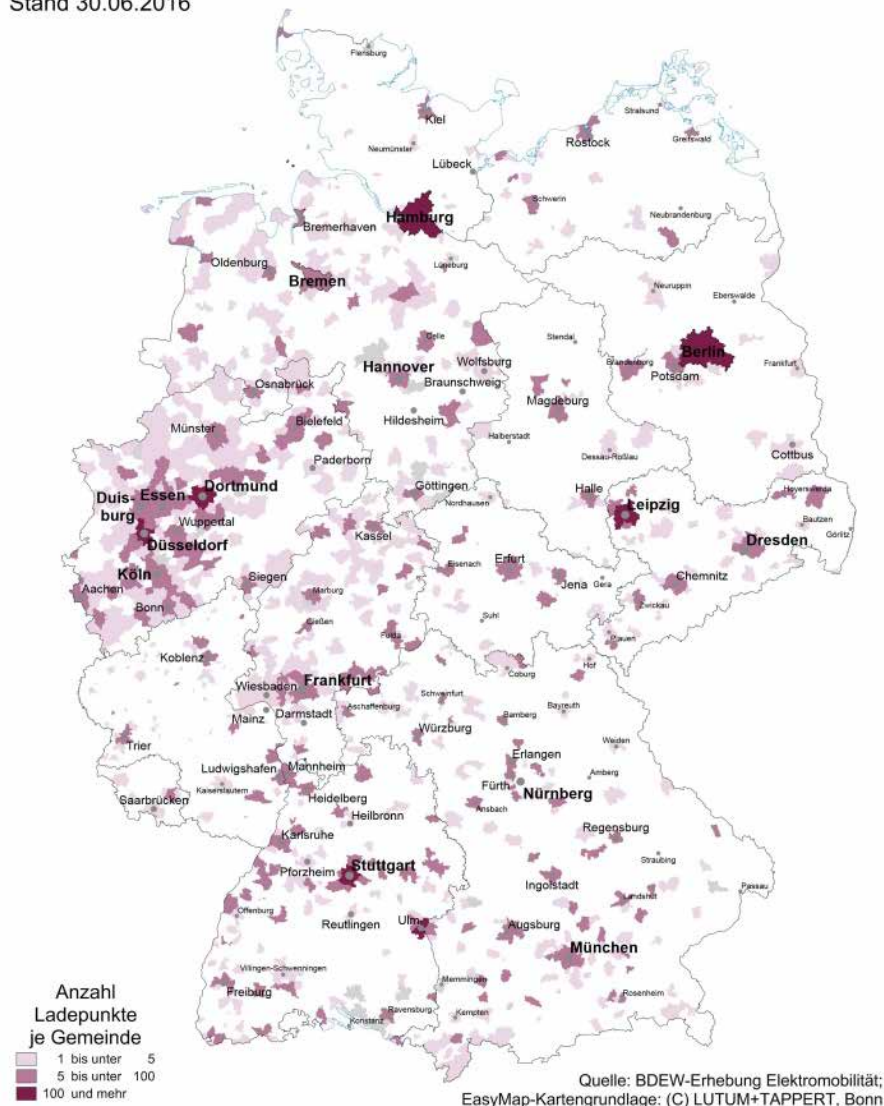 Stand 30.06.2016
Flensburg
Kiel
Stralsund
Rostock
Greifswald
Neumünster
Lübeck
Schwerin
Hamburg
Neubrandenburg
Bremerhaven
Oldenburg
Lüneburg
Bremen
Neuruppin
Eberswalde
Celle
Stendal
Berlin
Hannover
Wolfsburg
Brandenburg
Frankfurt
Potsdam
Osnabrück
Braunschweig
Magdeburg
Münster
Bielefeld
Hildesheim
Halberstadt
Dessau-Roßlau
Cottbus
Paderborn
Göttingen
Halle
Hoyerswerda
Duis-
burg
Essen
Dortmund
Nordhausen
Leipzig
Wuppertal
Bautzen
Görlitz
Düsseldorf
Kassel
Dresden
Köln
Siegen
Eisenach
Erfurt
Jena
Gera
Chemnitz
Aachen
Marburg
Zwickau
Bonn
Gießen
Suhl
Fulda
Plauen
Koblenz
Coburg
Hof
Wiesbaden
Frankfurt
Schweinfurt
Mainz
Darmstadt
Aschaffenburg
Bamberg
Bayreuth
Trier
Würzburg
Weiden
Ludwigshafen
Mannheim
Erlangen
Amberg
Kaiserslautern
Fürth
Nürnberg
Saarbrücken
Heidelberg
Ansbach
Heilbronn
Regensburg
Karlsruhe
Stuttgart
Straubing
Pforzheim
Ingolstadt
Passau
Landshut
Offenburg
Reutlingen
Ulm
Augsburg
München
Villingen-Schwenningen
Memmingen
Freiburg
Rosenheim
Ravensburg
Kempten
Konstanz
Anzahl
Ladepunkte
je Gemeinde
1 bis unter 5
5 bis unter 100
100 und mehr
Quelle: BDEW-Erhebung Elektromobilität;
EasyMap-Kartengrundlage: (C) LUTUM+TAPPERT, Bonn